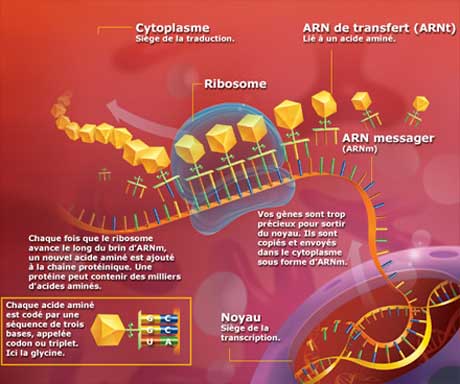 Cytoplasme
Siège de la traduction.
ARN de transfert (ARNt)
Lié à un acide aminé.
Ribosome
ARN messager
(ARNm)
Chaque fois que le ribosome
avance le long du brin d'ARNm,
un nouvel acide aminé est ajouté
à la chaîne protéinique. Une
protéine peut contenir des milliers
d'acides aminés.
Vos gènes sont trop
précieux pour sortir
du noyau. Ils sont
copiés et envoyés
dans le cytoplasme
sous forme d'ARNm.
Chaque acide aminé
est codé par une
séquence de trois
bases, appelée
codon ou triplet.
Ici la glycine.
G C
G C
U A
Noyau
Siège de la
transcription.